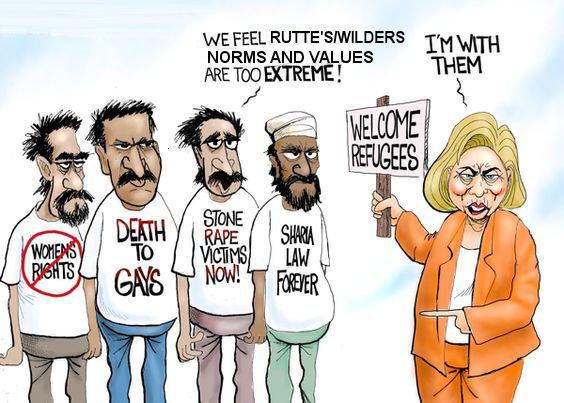 WE FEEL RUTTE'S/WILDERS
NORMS AND VALUES
ARE TOO EXTREME!
I'M WITH
THEM
WELCOME
REFUGEES
WOMEN'S
RIGHTS
DEATH
TO
GAYS
STONE
RAPE
VICTIMS
NOW!
SHARIA
LAW
FOREVER